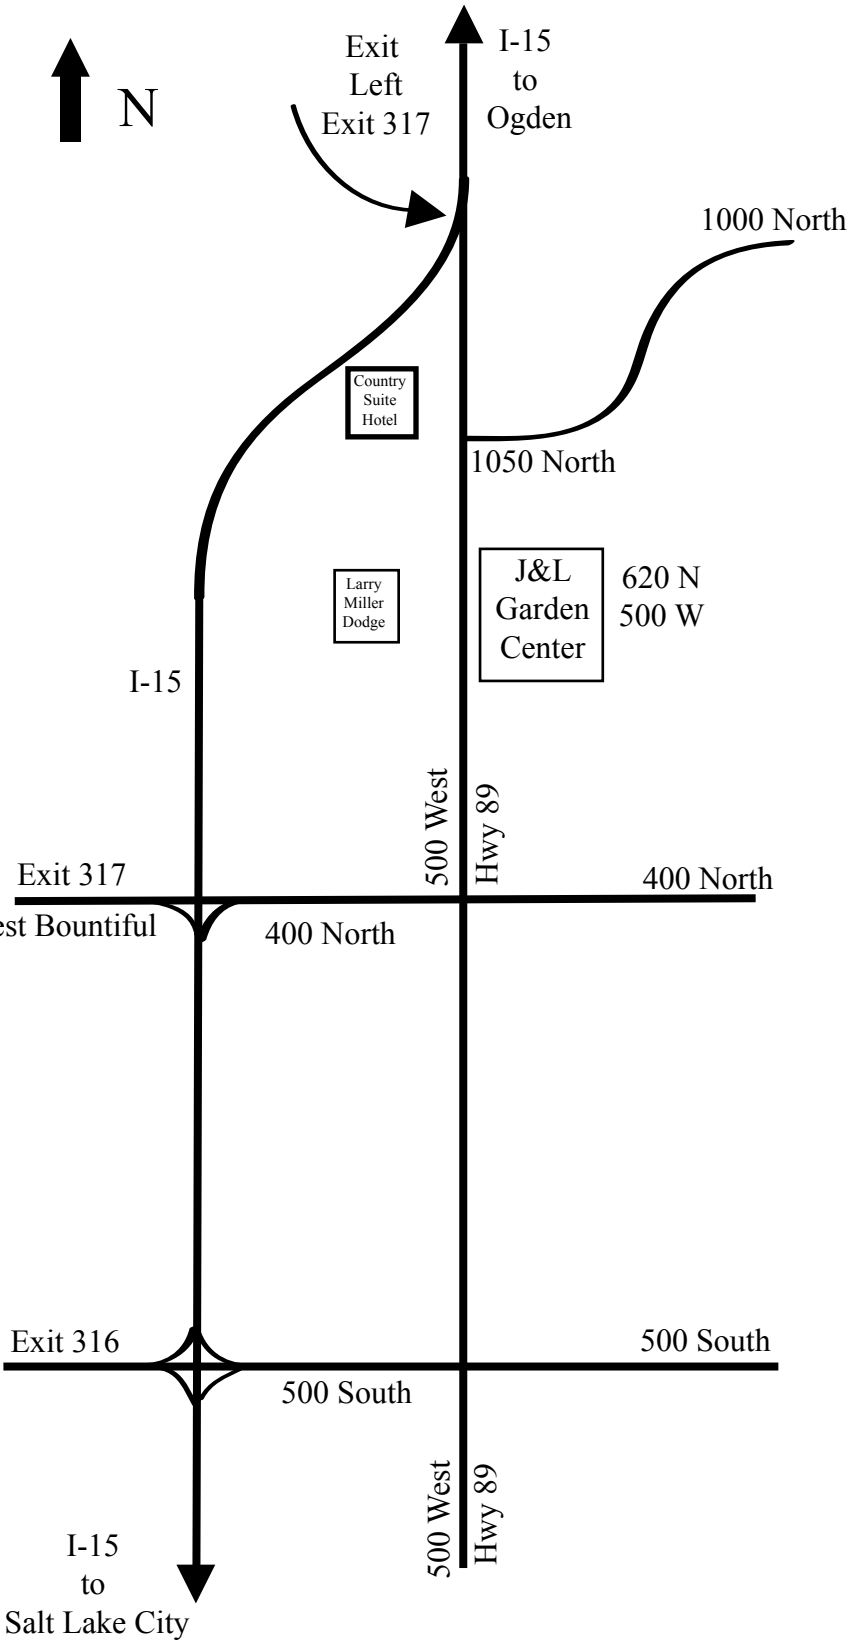 Exit
Left
Exit 317
I-15
to
Ogden
N
1000 North
Country
Suite
Hotel
1050 North
Larry
Miller
Dodge
J&L
Garden
Center
620 N
500 W
I-15
500 West
Hwy 89
Exit 317
400 North
est Bountiful
400 North
Exit 316
500 South
500 South
500 West
Hwy 89
I-15
to
Salt Lake City